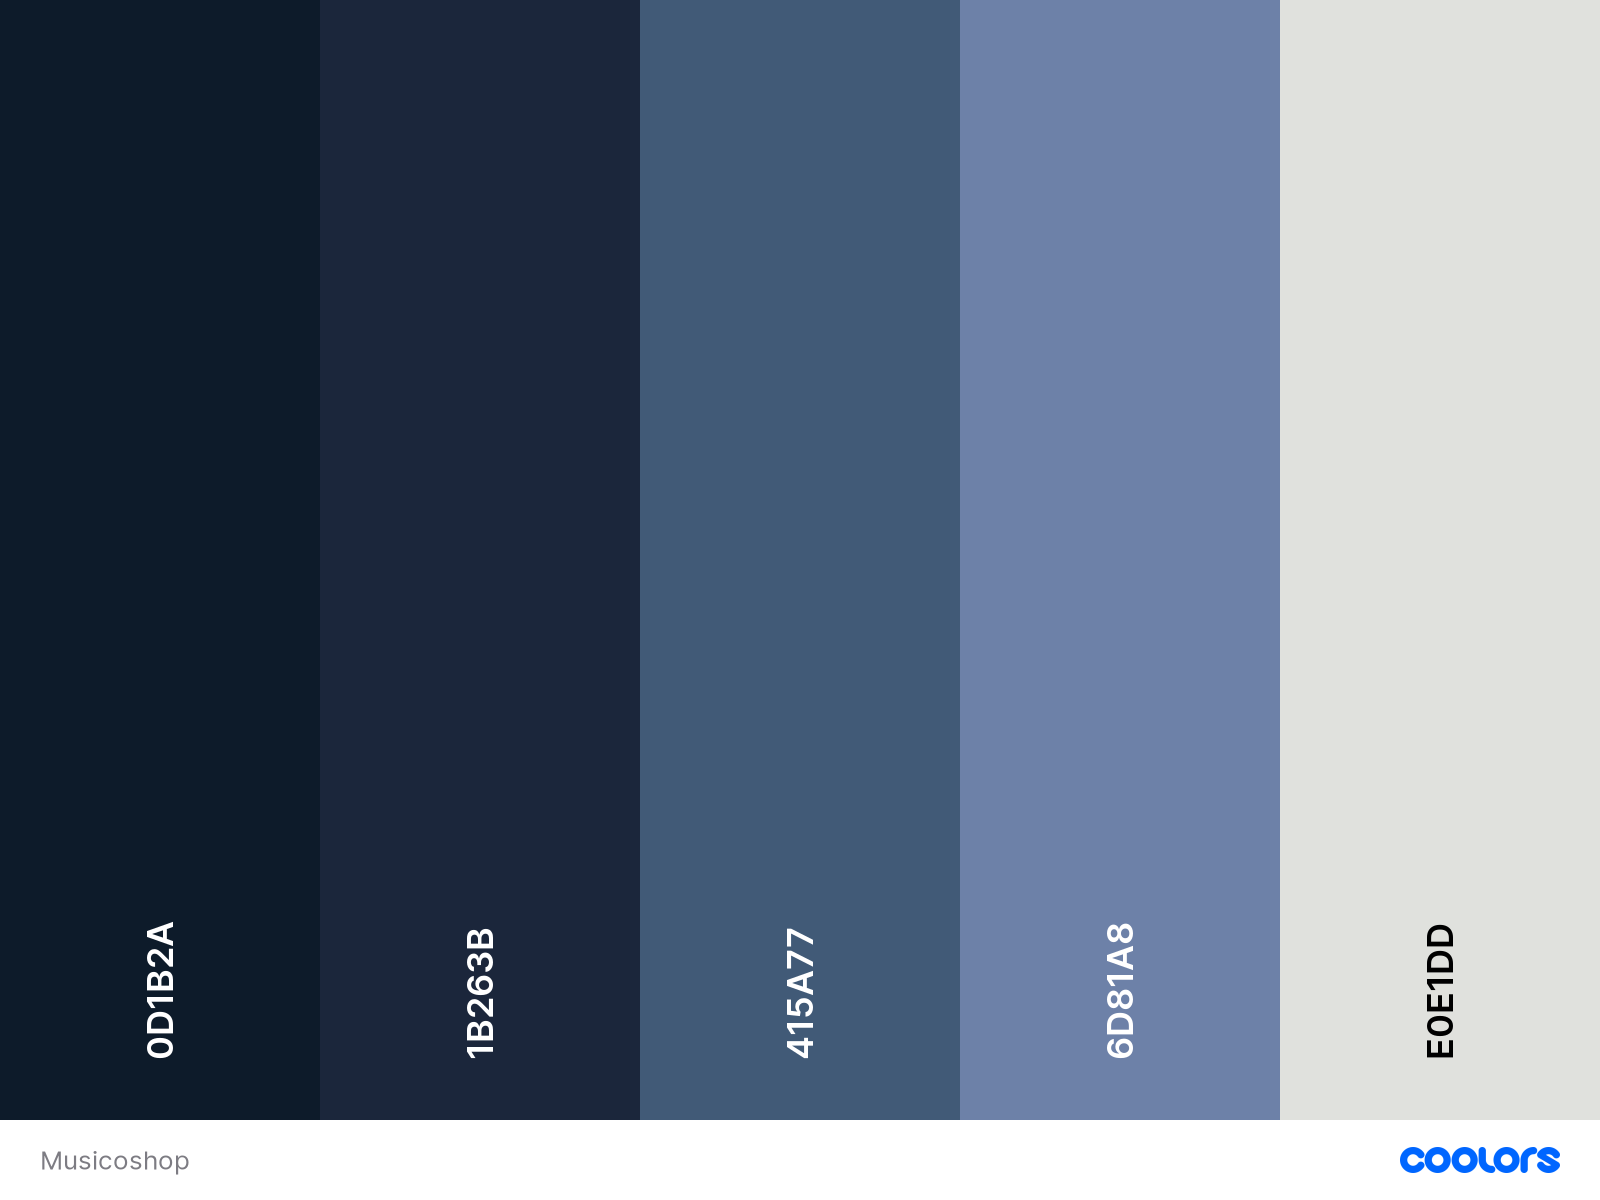 0D1B2A
1B263B
415A77
6D81A8
E0E1DD
Musicoshop
coolors